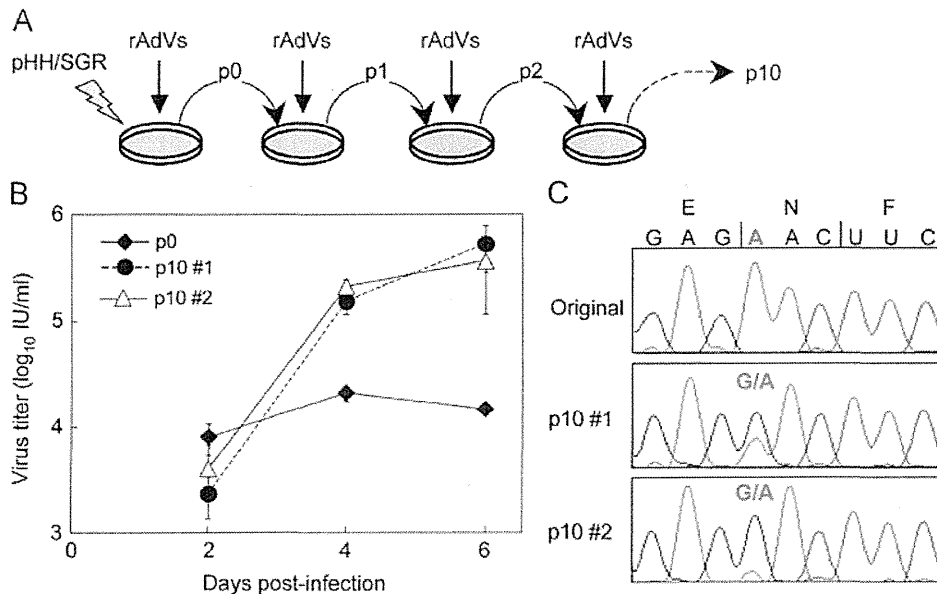 A
pHH/SGR
rAdVs
rAdVs
rAdVs
rAdVs
p0
p1
p2
p10
B
Virus titer (log10 IU/ml)
6
5
4
3
p0
p10 #1
p10 #2
0
2
4
6
Days post-infection
C
E N F
G A G A A C U U C
Original
G/A
p10 #1
G/A
p10 #2